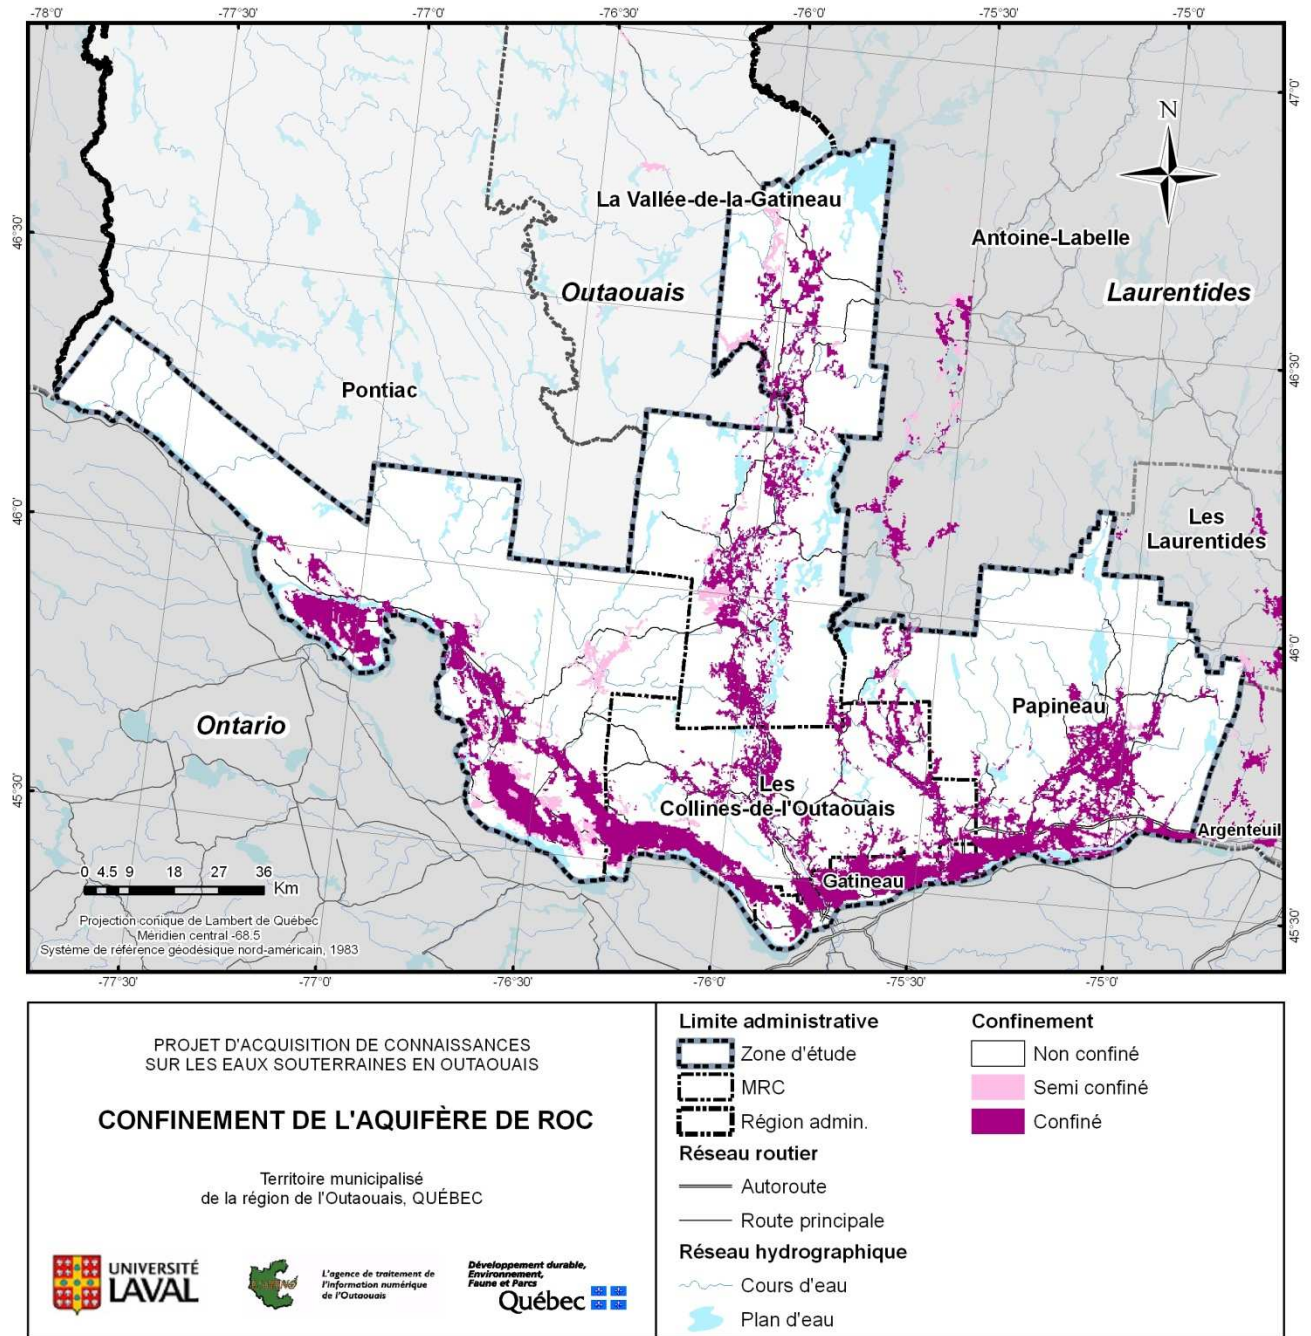 -78°0' -77°30' -77°0' -76°30' -76°0' -75°30' -75°0'
47°0'
N
La Vallée-de-la-Gatineau
Antoine-Labelle
46°30'
Outaouais
Laurentides
46°30'
Pontiac
46°0'
Les
Laurentides
46°0'
Papineau
Ontario
45°30'
Les
Collines-de-l'Outaouais
Argenteuil
Gatineau
0 4.5 9 18 27 36
Km
Projection conique de Lambert de Québec
Méridien central -68.5
Système de référence géodésique nord-américain, 1983
45°30'
-77°30' -77°0' -76°30' -76°0' -75°30' -75°0'
PROJET D'ACQUISITION DE CONNAISSANCES
SUR LES EAUX SOUTERRAINES EN OUTAOUAIS
CONFINEMENT DE L'AQUIFÈRE DE ROC
Territoire municipalisé
de la région de l'Outaouais, QUÉBEC
UNIVERSITÉ
LAVAL
L'agence de traitement de
l'information numérique
de l'Outaouais
Développement durable,
Environnement,
Faune et Parcs
Québec
Limite administrative
Zone d'étude
MRC
Région admin.
Réseau routier
Autoroute
Route principale
Réseau hydrographique
Cours d'eau
Plan d'eau
Confinement
Non confiné
Semi confiné
Confiné